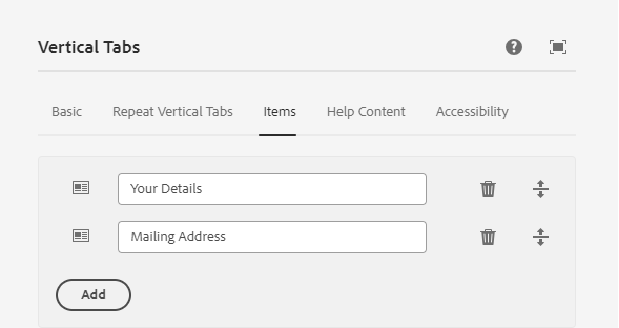 Vertical Tabs
Basic Repeat Vertical Tabs Items Help Content Accessibility
Your Details
Mailing Address
Add